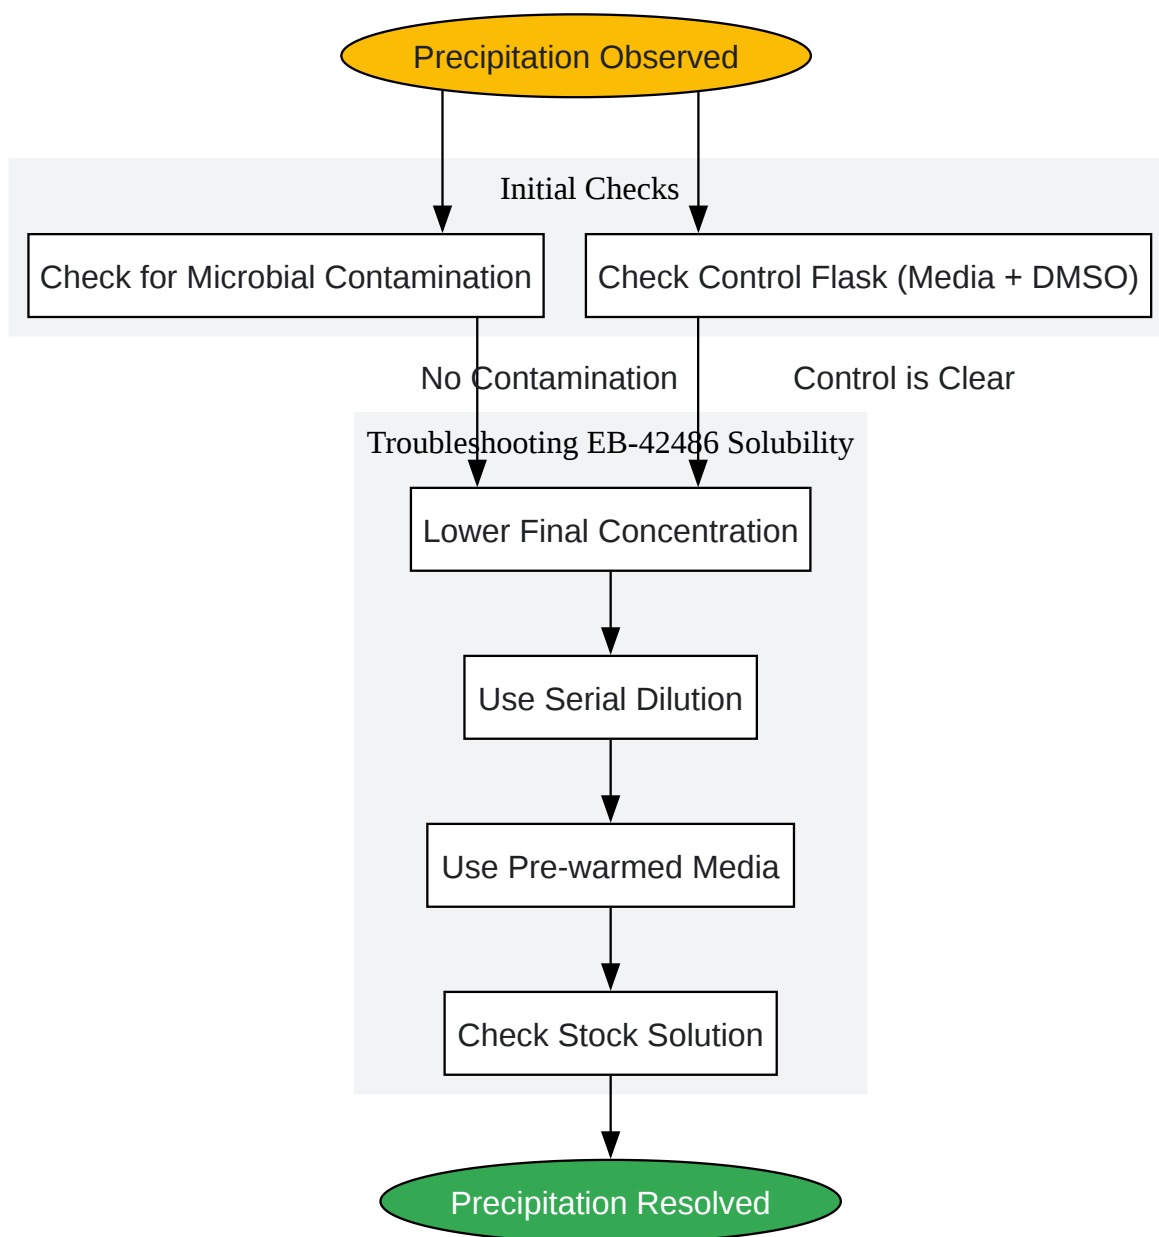 Precipitation Observed
Initial Checks
Check for Microbial Contamination
Check Control Flask (Media + DMSO)
No Contamination
Control is Clear
Troubleshooting EB-42486 Solubility
Lower Final Concentration
Use Serial Dilution
Use Pre-warmed Media
Check Stock Solution
Precipitation Resolved